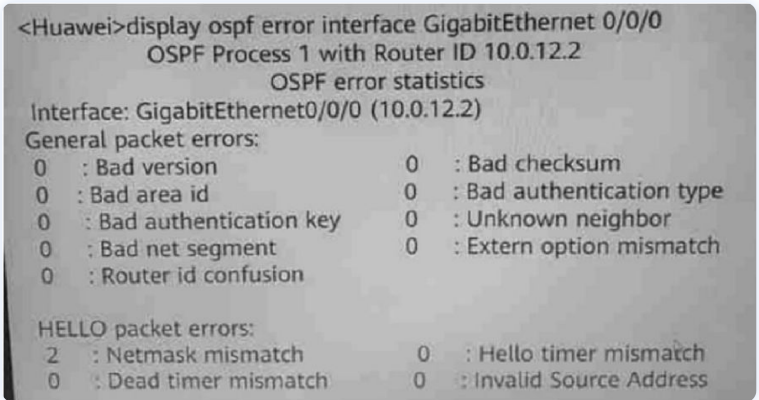 <Huawei>display ospf error interface GigabitEthernet 0/0/0
OSPF Process 1 with Router ID 10.0.12.2
OSPF error statistics
Interface: GigabitEthernet0/0/0 (10.0.12.2)
General packet errors:
0 : Bad version 0 : Bad checksum
0 : Bad area id 0 : Bad authentication type
0 : Bad authentication key 0 : Unknown neighbor
0 : Bad net segment 0 : Extern option mismatch
0 : Router id confusion
HELLO packet errors:
2 : Netmask mismatch 0 : Hello timer mismatch
0 : Dead timer mismatch 0 : Invalid Source Address